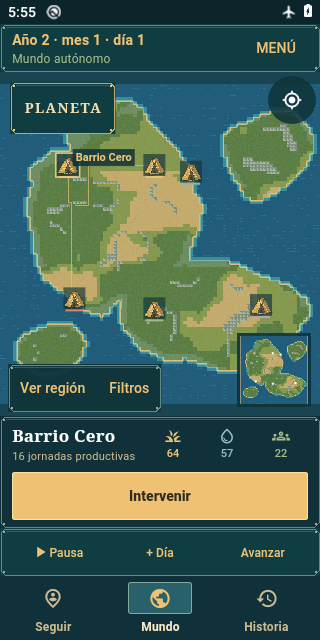 5:55
Año 2 · mes 1 · día 1
Mundo autónomo
MENÚ
PLANETA
Barrio Cero
Ver región
Filtros
Barrio Cero
16 jornadas productivas
64
57
22
Intervenir
Pausa
+ Día
Avanzar
Seguir
Mundo
Historia